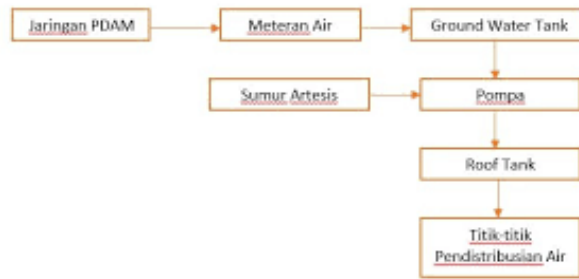 Jaringan PDAM
Meteran Air
Ground Water Tank
Sumur Artesis
Pompa
Roof Tank
Titik-titik
Pendistribusian Air